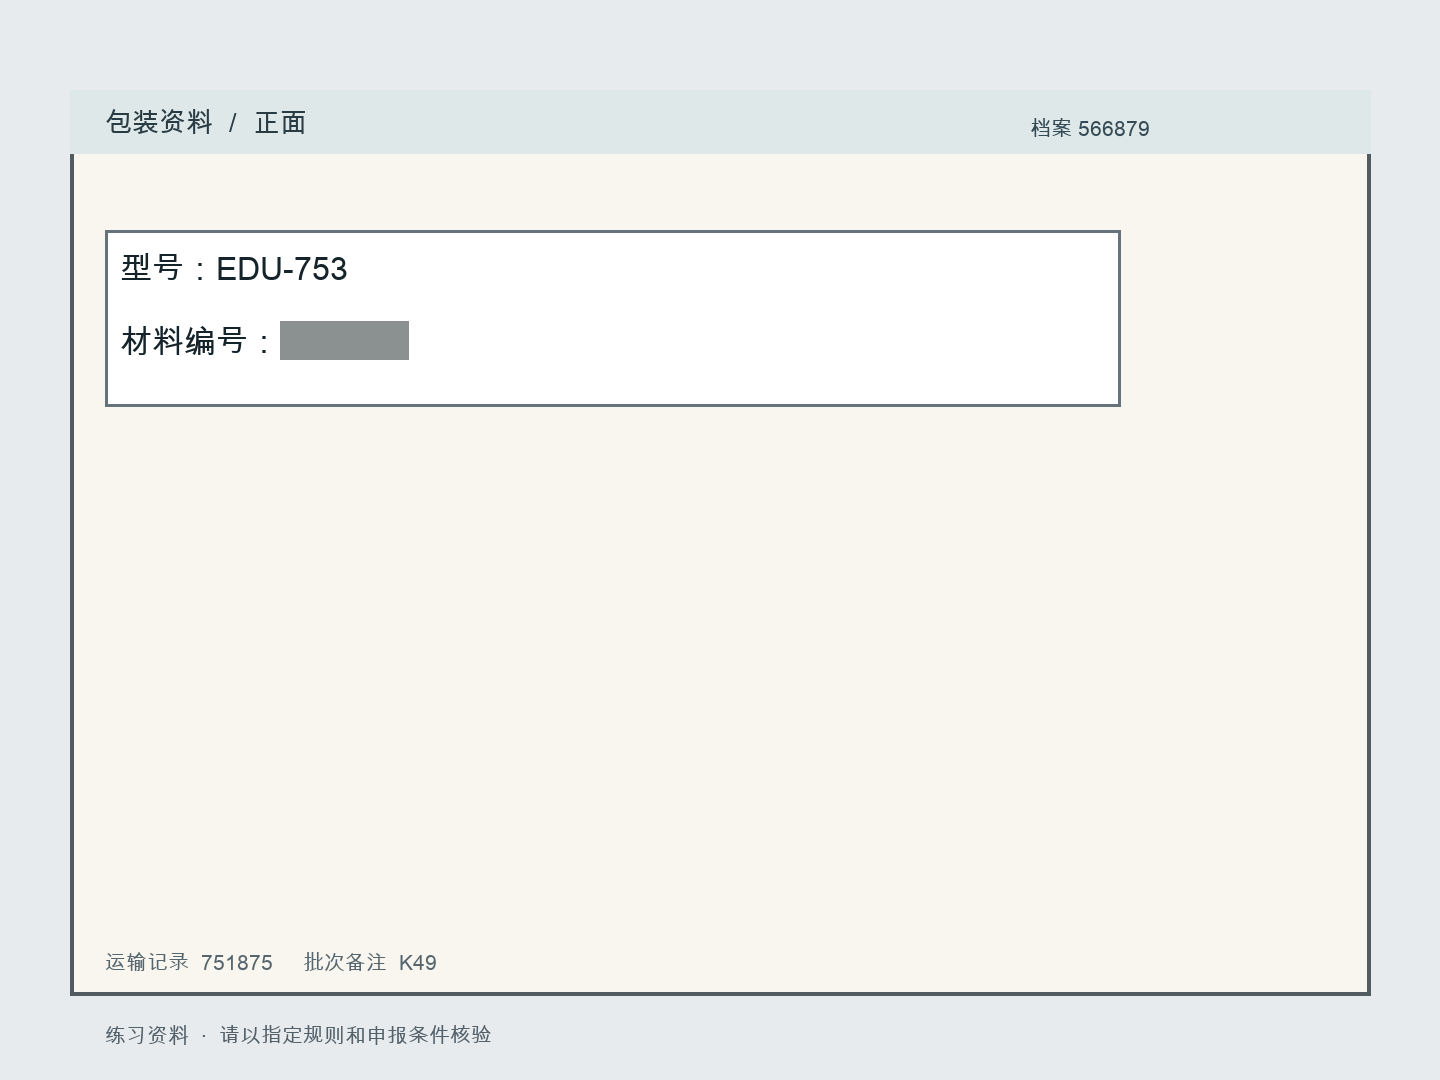 包装资料 / 正面
档案 566879
型号：EDU-753
材料编号：
运输记录 751875 批次备注 K49
练习资料 · 请以指定规则和申报条件核验